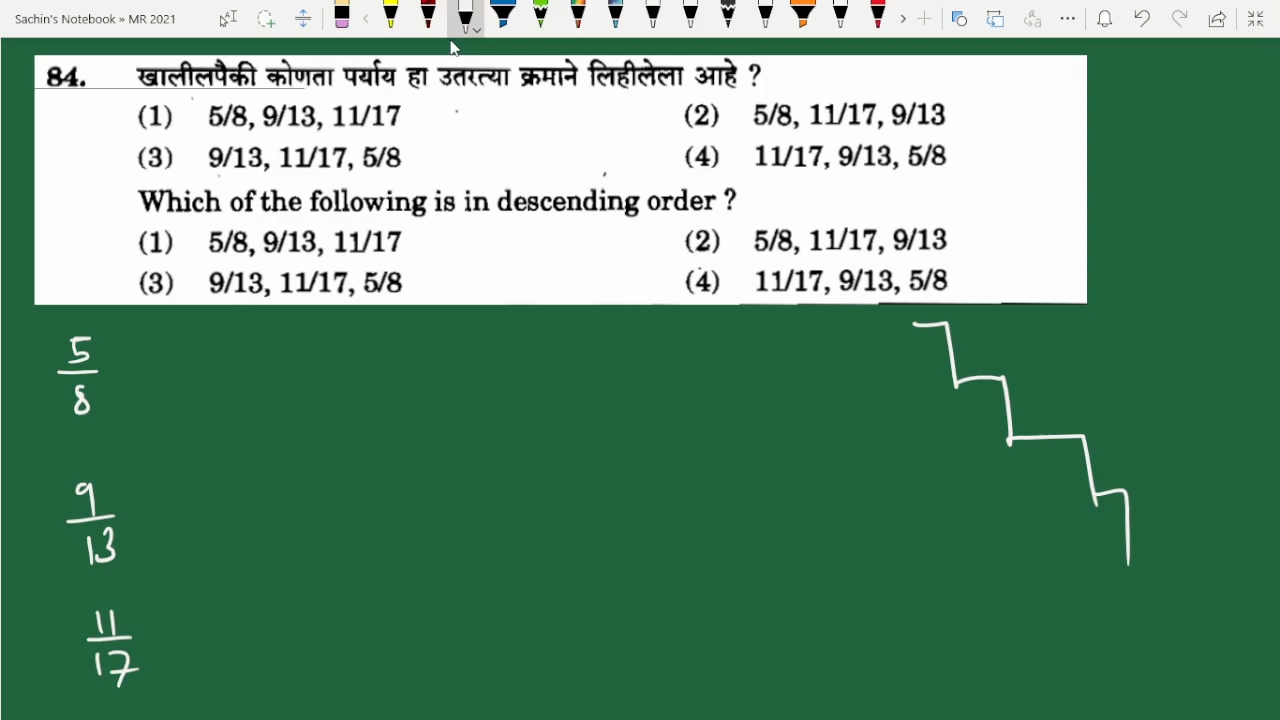 Sachin's Notebook » MR 2021
84. खालीलपैकी कोणता पर्याय हा उतरत्या क्रमाने लिहीलेला आहे ?
(1) 5/8, 9/13, 11/17 (2) 5/8, 11/17, 9/13
(3) 9/13, 11/17, 5/8 (4) 11/17, 9/13, 5/8
Which of the following is in descending order ?
(1) 5/8, 9/13, 11/17 (2) 5/8, 11/17, 9/13
(3) 9/13, 11/17, 5/8 (4) 11/17, 9/13, 5/8
5
8
9
13
11
17